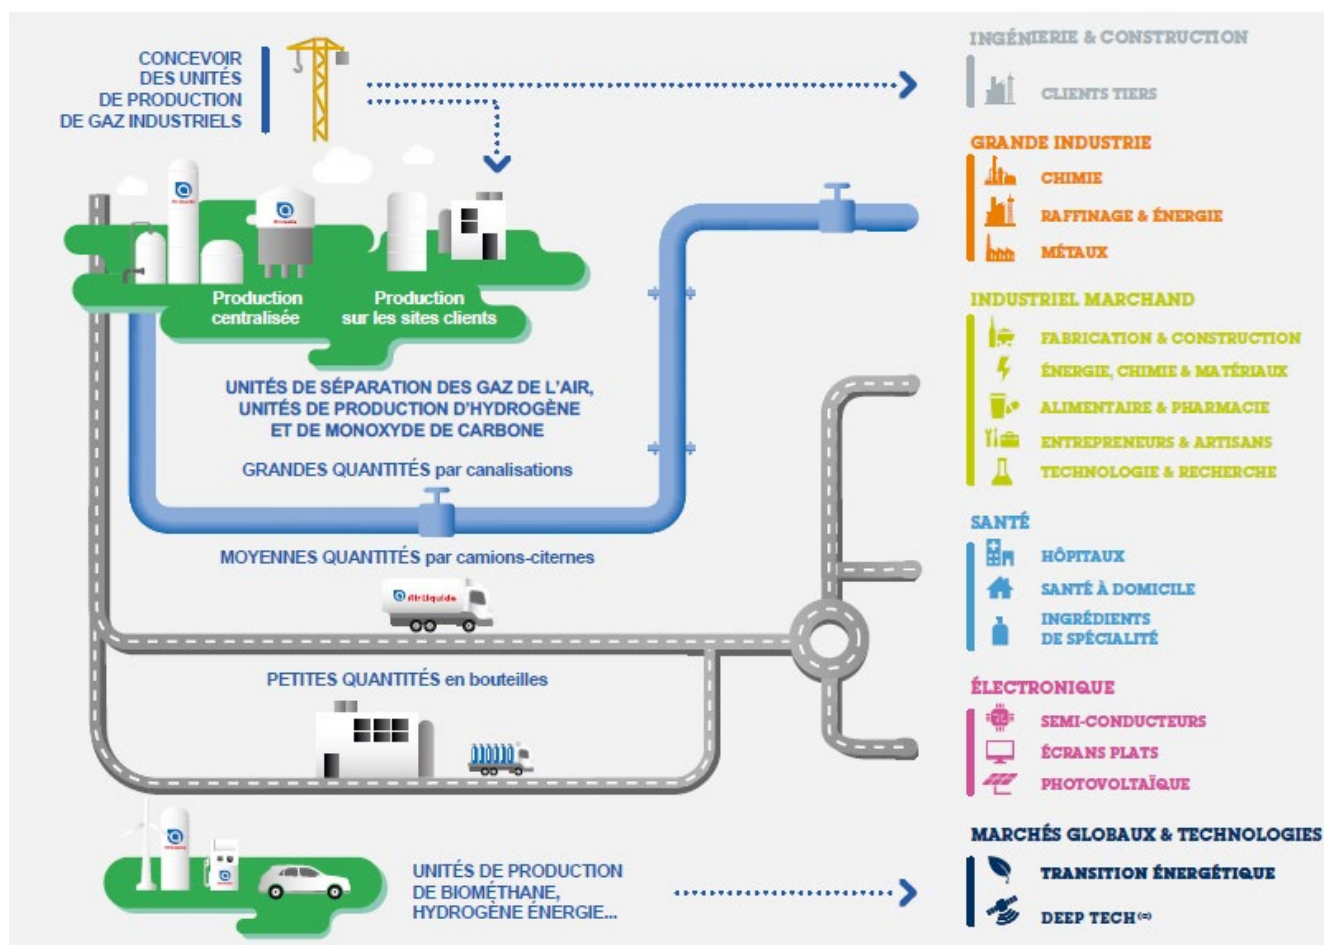 CONCEVOIR
DES UNITÉS
DE PRODUCTION
DE GAZ INDUSTRIELS
Production
centralisée
Production
sur les sites clients
UNITÉS DE SÉPARATION DES GAZ DE L'AIR,
UNITÉS DE PRODUCTION D'HYDROGÈNE
ET DE MONOXYDE DE CARBONE
GRANDES QUANTITÉS par canalisations
MOYENNES QUANTITÉS par camions-citernes
Air Liquide
PETITES QUANTITÉS en bouteilles
UNITÉS DE PRODUCTION
DE BIOMÉTHANE,
HYDROGÈNE ÉNERGIE...
INGÉNIERIE & CONSTRUCTION
CLIENTS TIERS
GRANDE INDUSTRIE
CHIMIE
RAFFINAGE & ÉNERGIE
MÉTAUX
INDUSTRIEL MARCHAND
FABRICATION & CONSTRUCTION
ÉNERGIE, CHIMIE & MATÉRIAUX
ALIMENTAIRE & PHARMACIE
ENTREPRENEURS & ARTISANS
TECHNOLOGIE & RECHERCHE
SANTÉ
HÔPITAUX
SANTÉ À DOMICILE
INGRÉDIENTS
DE SPÉCIALITÉ
ÉLECTRONIQUE
SEMI-CONDUCTEURS
ÉCRANS PLATS
PHOTOVOLTAÏQUE
MARCHÉS GLOBAUX & TECHNOLOGIES
TRANSITION ÉNERGÉTIQUE
DEEP TECH (a)